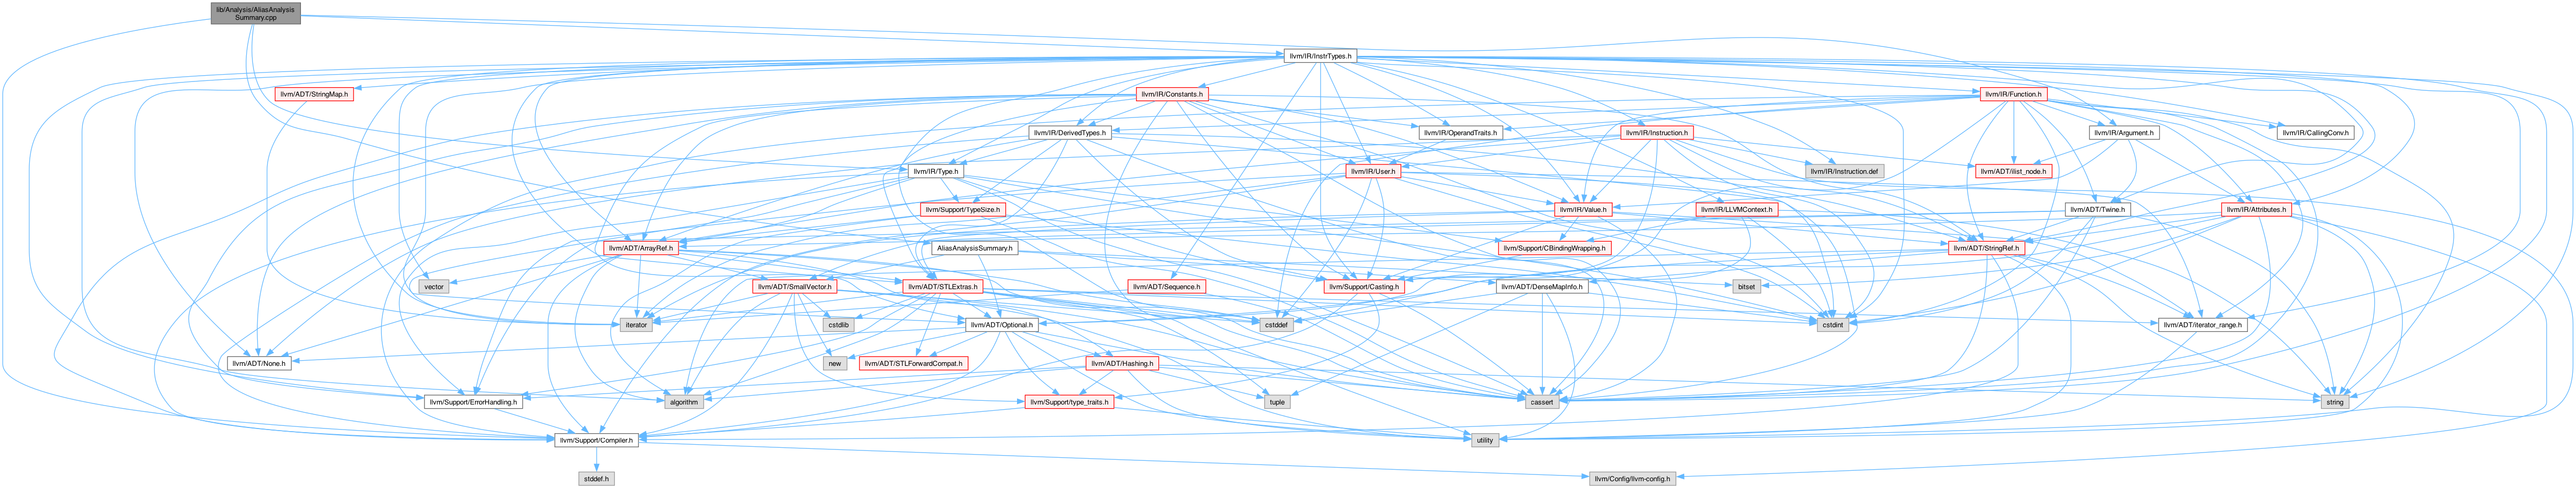 lib/Analysis/AliasAnalysis
Summary.cpp
llvm/IR/InstrTypes.h
llvm/ADT/StringMap.h
llvm/IR/Constants.h
llvm/IR/Function.h
llvm/IR/DerivedTypes.h
llvm/IR/OperandTraits.h
llvm/IR/Instruction.h
llvm/IR/Argument.h
llvm/IR/CallingConv.h
llvm/IR/Type.h
llvm/IR/User.h
llvm/IR/Instruction.def
llvm/ADT/ilist_node.h
llvm/Support/TypeSize.h
llvm/IR/Value.h
llvm/IR/LLVMContext.h
llvm/ADT/Twine.h
llvm/IR/Attributes.h
llvm/ADT/ArrayRef.h
AliasAnalysisSummary.h
llvm/Support/CBindingWrapping.h
llvm/ADT/StringRef.h
vector
llvm/ADT/SmallVector.h
llvm/ADT/STLExtras.h
llvm/ADT/Sequence.h
llvm/Support/Casting.h
llvm/ADT/DenseMapInfo.h
bitset
iterator
cstdlib
llvm/ADT/Optional.h
cstddef
cstdint
llvm/ADT/iterator_range.h
llvm/ADT/None.h
new
llvm/ADT/STLForwardCompat.h
llvm/ADT/Hashing.h
llvm/Support/ErrorHandling.h
algorithm
llvm/Support/type_traits.h
tuple
cassert
string
llvm/Support/Compiler.h
utility
stddef.h
llvm/Config/llvm-config.h